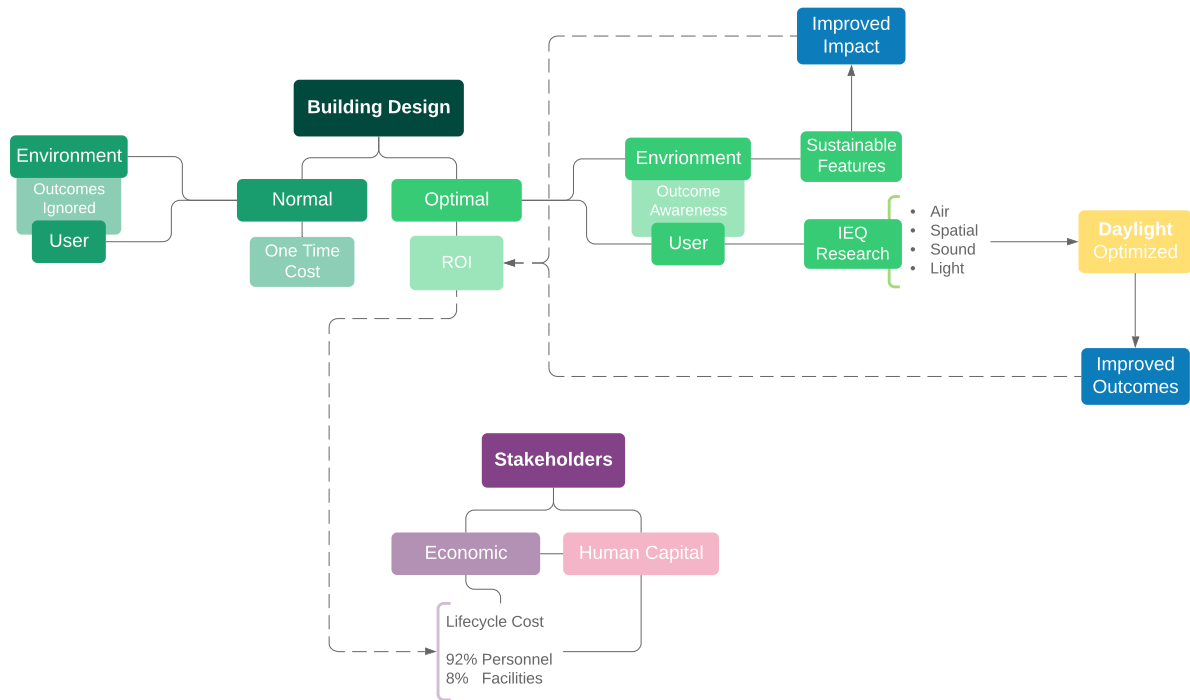 Improved
Impact
Building Design
Environment
Outcomes
Ignored
User
Normal
One Time
Cost
Optimal
ROI
Envrionment
Outcome
Awareness
User
Sustainable
Features
IEQ
Research
• Air
• Spatial
• Sound
• Light
Daylight
Optimized
Improved
Outcomes
Stakeholders
Economic
Human Capital
Lifecycle Cost
92% Personnel
8% Facilities